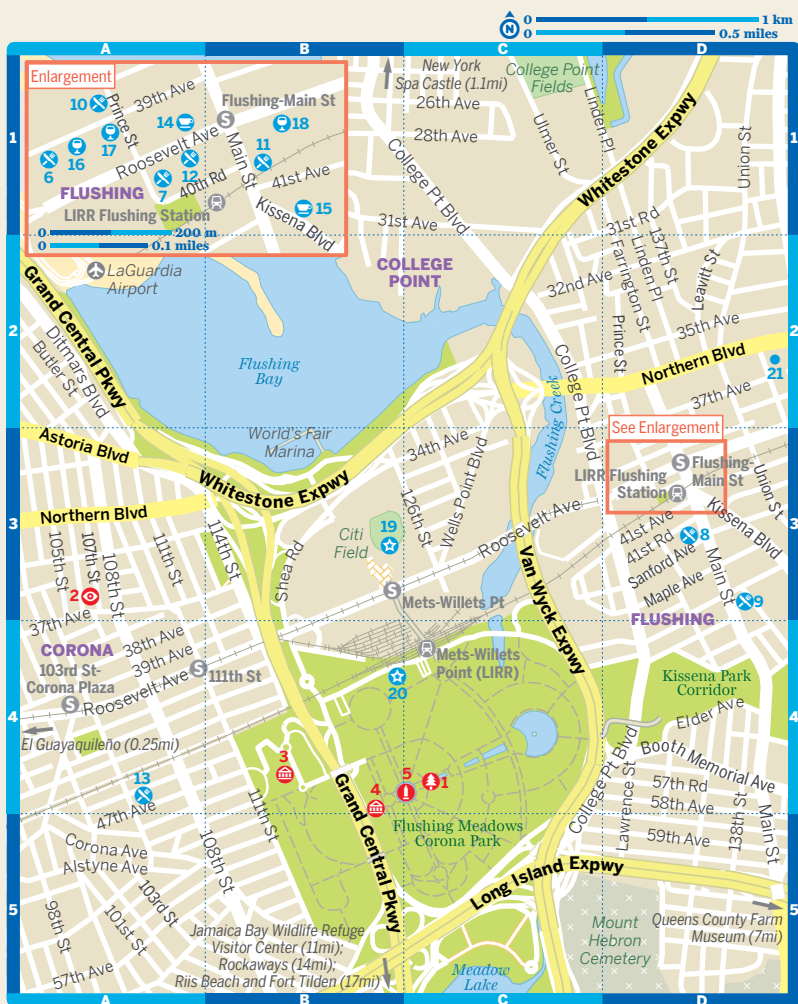 0 1 km
N
0 0.5 miles
A B C D
Enlargement
10
Prince St
39th Ave
Flushing-Main St
14
18
17
16
6
Roosevelt Ave
12
11
Main St
7
40th Rd
41st Ave
FLUSHING
LIRR Flushing Station
15
Kissena Blvd
0 200 m
0 0.1 miles
New York
Spa Castle (1.1mi)
College Point
Fields
26th Ave
28th Ave
Linden Pl
Ulmer St
College Pt Blvd
Whitestone Expwy
Union St
31st Ave
1
1
LaGuardia
Airport
COLLEGE
POINT
31st Rd
137th St
Linden Pl
Farrington St
Leavitt St
32nd Ave
Grand Central Pkwy
Ditmars Blvd
Butler St
Flushing
Bay
Prince St
35th Ave
Northern Blvd
21
37th Ave
College Pt Blvd
Flushing Creek
2
2
Astoria Blvd
World's Fair
Marina
34th Ave
See Enlargement
Flushing-
Main St
LIRR Flushing
Station
Union St
Whitestone Expwy
Wells Point Blvd
126th St
Northern Blvd
Citi
Field
19
Roosevelt Ave
Kissena Blvd
41st Ave
41st Rd
8
Sanford Ave
Main St
Maple Ave
9
105th St
107th St
108th St
111th St
114th St
Shea Rd
Van Wyck Expwy
2
37th Ave
Mets-Willets Pt
FLUSHING
3
3
CORONA
38th Ave
39th Ave
103rd St-
Corona Plaza
Roosevelt Ave
111th St
Mets-Willets
Point (LIRR)
20
Kissena Park
Corridor
Elder Ave
El Guayaquileño (0.25mi)
3
5
1
4
13
47th Ave
College Pt Blvd
Booth Memorial Ave
57th Rd
58th Ave
Lawrence St
138th St
Main St
4
4
111th St
Grand Central Pkwy
Flushing Meadows
Corona Park
59th Ave
Corona Ave
Alstyne Ave
108th St
103rd St
101st St
98th St
57th Ave
Long Island Expwy
Jamaica Bay Wildlife Refuge
Visitor Center (11mi);
Rockaways (14mi);
Riis Beach and Fort Tilden (17mi)
Meadow
Lake
Mount
Hebron
Cemetery
Queens County Farm
Museum (7mi)
5
5
A B C D